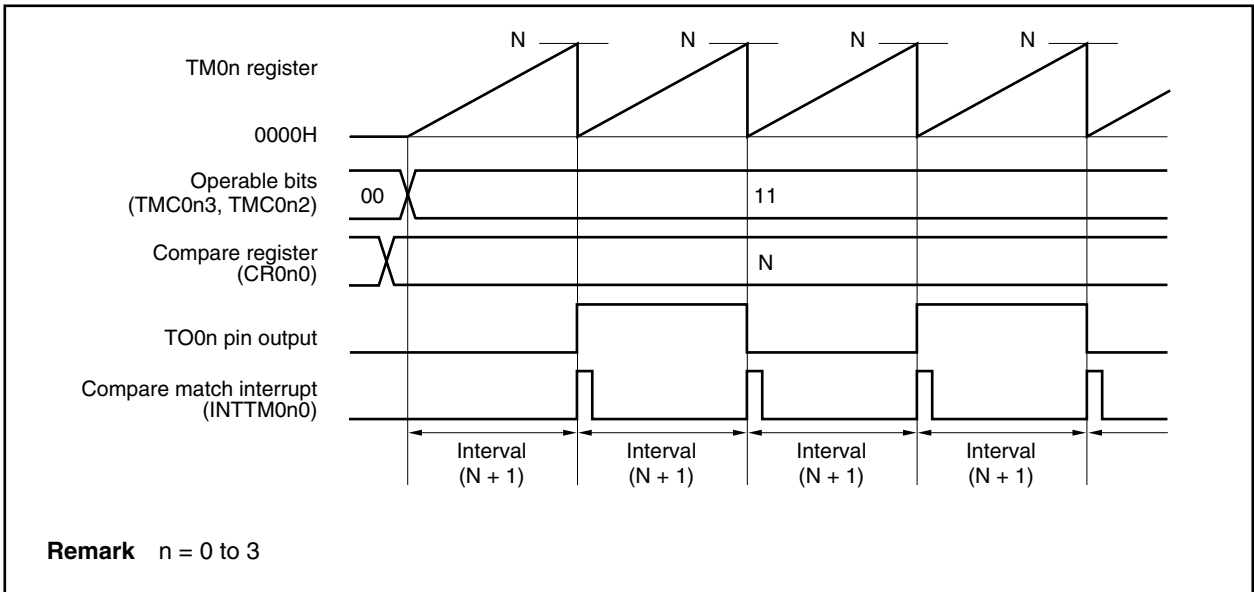 N N N N
TM0n register
0000H
Operable bits
(TMC0n3, TMC0n2)
00 11
Compare register
(CR0n0)
N
TO0n pin output
Compare match interrupt
(INTTM0n0)
Interval Interval Interval Interval
(N + 1) (N + 1) (N + 1) (N + 1)
Remark n = 0 to 3